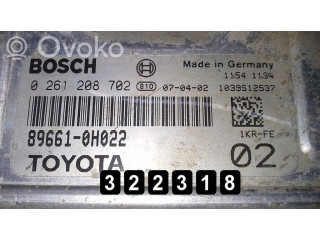 Ovoko
BOSCH
Made in Germany
1154 1134
0 261 208 702 810 07-04-02 1039S12537
89661-0H022
1KR-FE
TOYOTA
02
322318